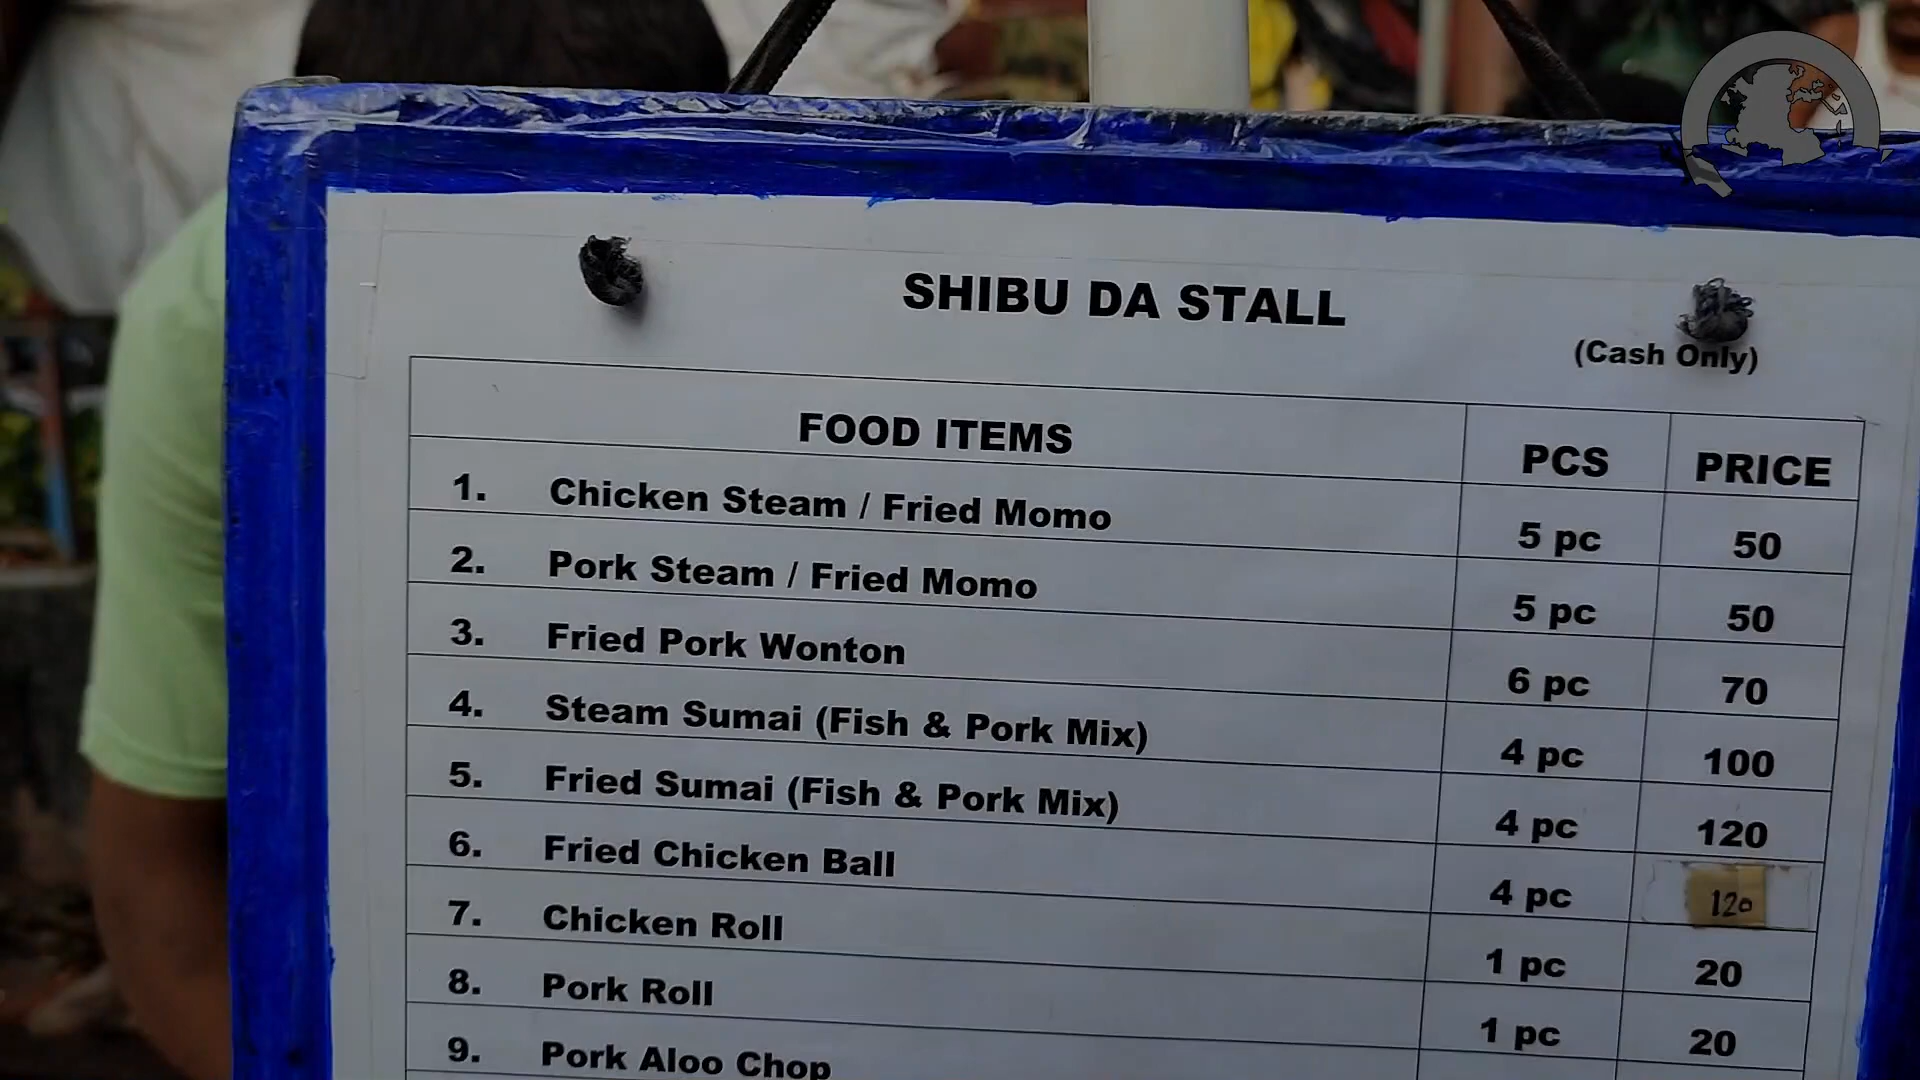 SHIBU DA STALL
(Cash Only)
FOOD ITEMS PCS PRICE
1. Chicken Steam / Fried Momo 5 pc 50
2. Pork Steam / Fried Momo 5 pc 50
3. Fried Pork Wonton 6 pc 70
4. Steam Sumai (Fish & Pork Mix) 4 pc 100
5. Fried Sumai (Fish & Pork Mix) 4 pc 120
6. Fried Chicken Ball 4 pc 120
7. Chicken Roll 1 pc 20
8. Pork Roll 1 pc 20
9. Pork Aloo Chop